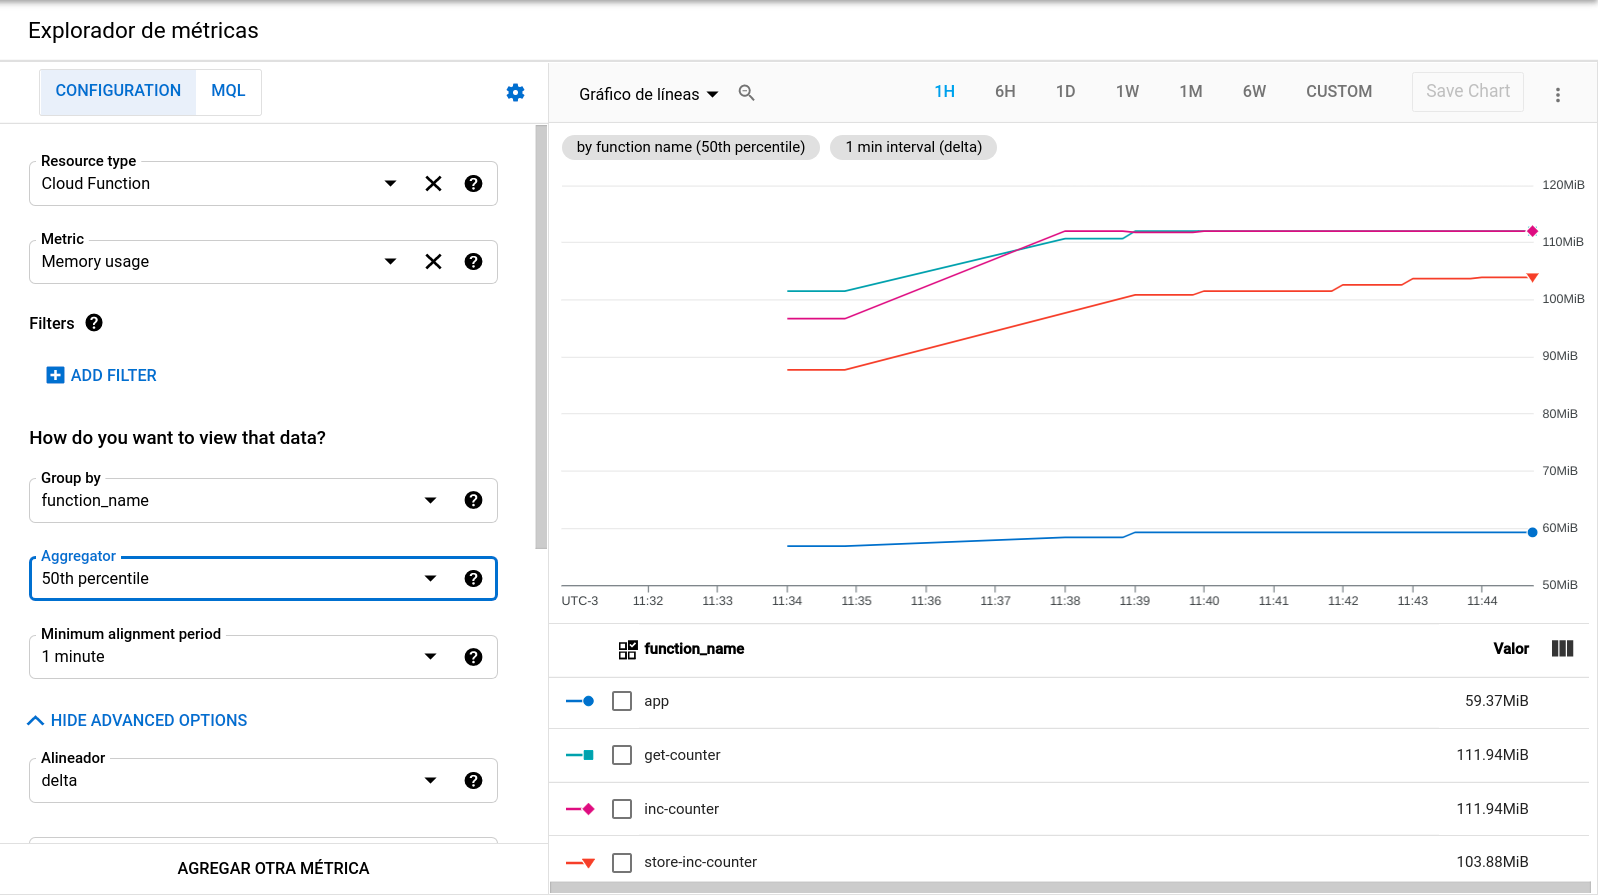 Explorador de métricas
CONFIGURATION MQL
Gráfico de líneas 1H 6H 1D 1W 1M 6W CUSTOM Save Chart
by function name (50th percentile) 1 min interval (delta)
Resource type
Cloud Function
Metric
Memory usage
Filters
ADD FILTER
How do you want to view that data?
Group by
function_name
Aggregator
50th percentile
Minimum alignment period
1 minute
HIDE ADVANCED OPTIONS
Alineador
delta
AGREGAR OTRA MÉTRICA
120MiB
110MiB
100MiB
90MiB
80MiB
70MiB
60MiB
50MiB
UTC-3 11:32 11:33 11:34 11:35 11:36 11:37 11:38 11:39 11:40 11:41 11:42 11:43 11:44
function_name Valor
app 59.37MiB
get-counter 111.94MiB
inc-counter 111.94MiB
store-inc-counter 103.88MiB